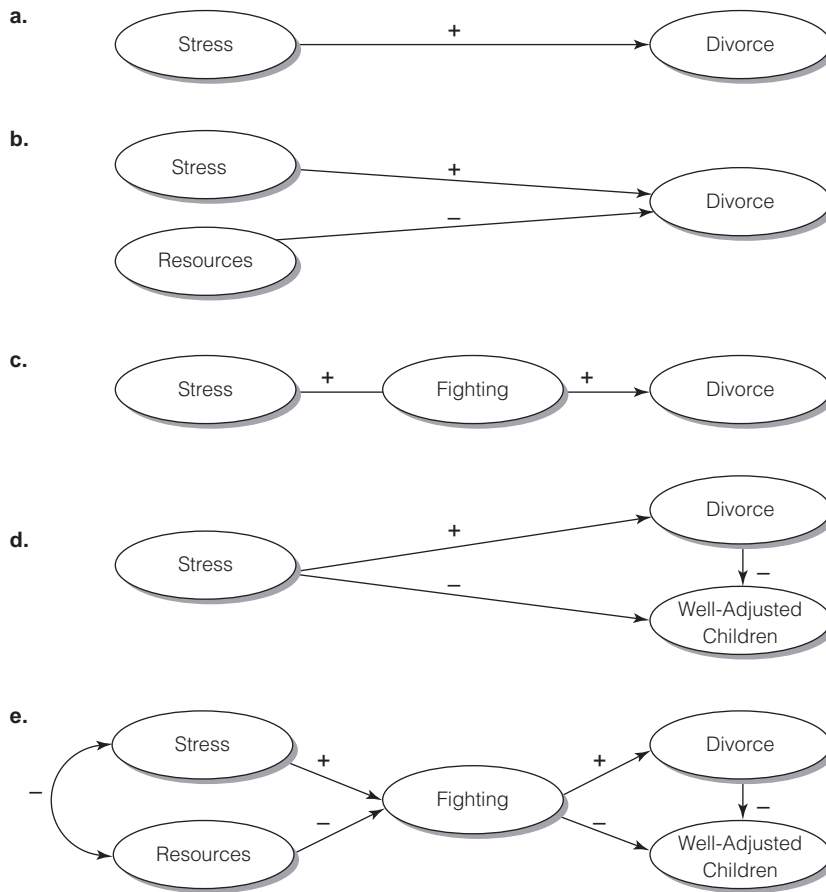 a.
Stress
+
Divorce
b.
Stress
+
Divorce
–
Resources
c.
Stress
+
Fighting
+
Divorce
d.
Stress
+
Divorce
–
–
Well-Adjusted
Children
e.
Stress
+
–
Resources
–
Fighting
+
Divorce
–
–
Well-Adjusted
Children